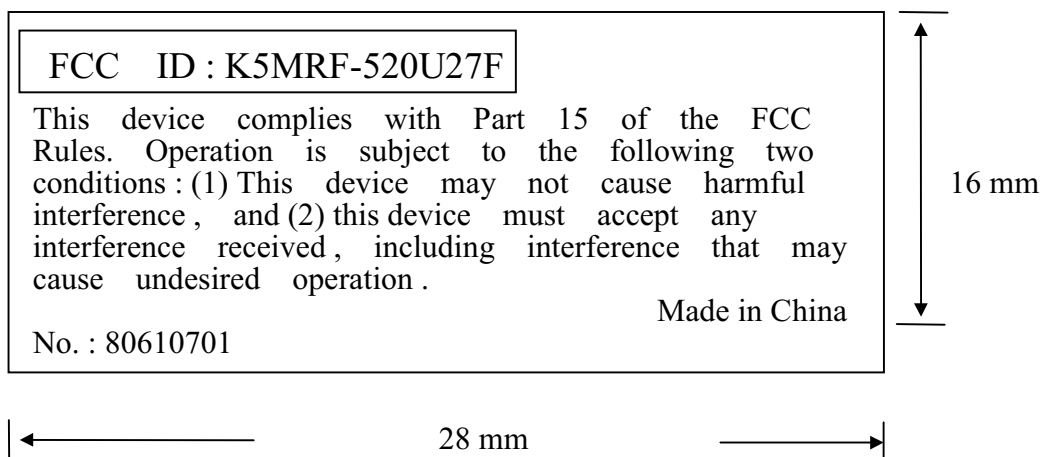 FCC ID : K5MRF-520U27F
This device complies with Part 15 of the FCC
Rules. Operation is subject to the following two
conditions : (1) This device may not cause harmful
interference , and (2) this device must accept any
interference received , including interference that may
cause undesired operation .
Made in China
No. : 80610701
16 mm
28 mm